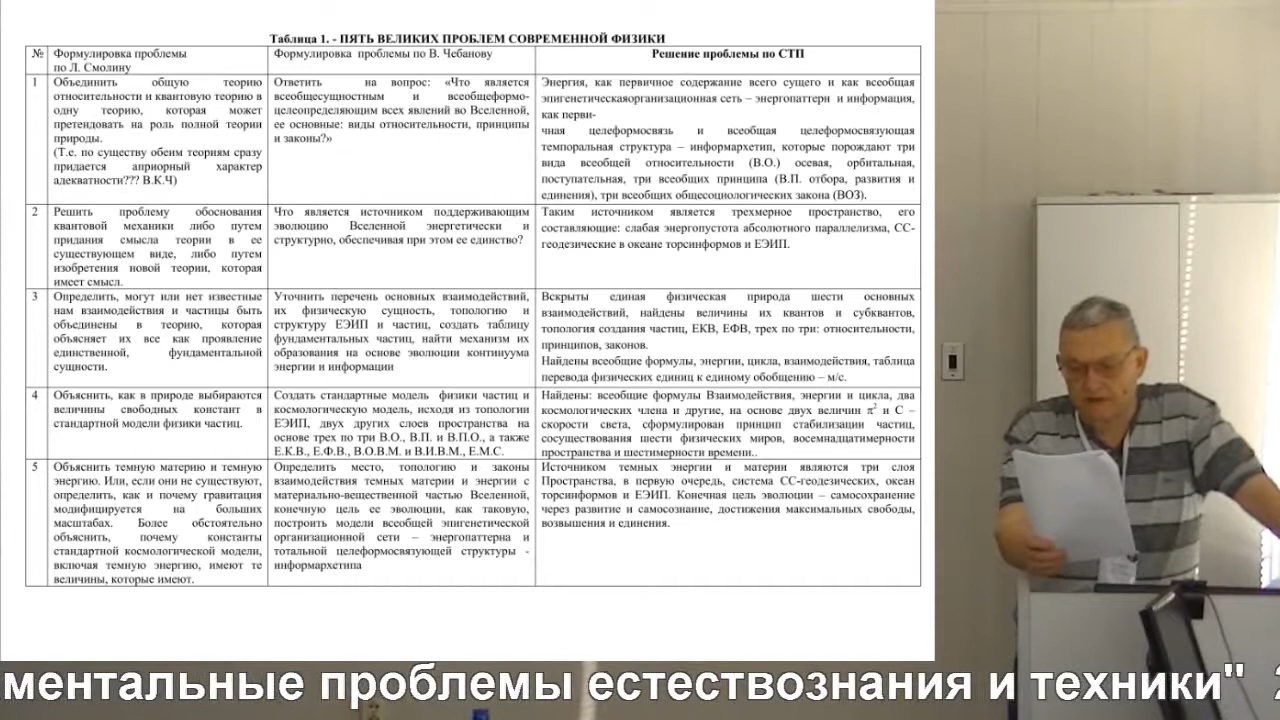 Таблица 1. - ПЯТЬ ВЕЛИКИХ ПРОБЛЕМ СОВРЕМЕННОЙ ФИЗИКИ
№
Формулировка проблемы
по Л. Смолину
Формулировка проблемы по В. Чебанову
Решение проблемы по СТП
1
Объединить общую теорию
относительности и квантовую теорию в
одну теорию, которая может
претендовать на роль полной теории
природы.
(Т.е. по существу обеим теориям сразу
придается априорный характер
адекватности??? В.К.Ч)
Ответить на вопрос: «Что является
всеобщесущностным и всеобщеформо-
целеопределяющим всех явлений во Вселенной,
ее основные: виды относительности, принципы
и законы?»
Энергия, как первичное содержание всего сущего и как всеобщая
эпигенетическаяорганизационная сеть – энергопаттерн и информация,
как перви-
чная целеформосвязь и всеобщая целеформосвязующая
темпоральная структура – информархетип, которые порождают три
вида всеобщей относительности (В.О.) осевая, орбитальная,
поступательная, три всеобщих принципа (В.П. отбора, развития и
единения), три всеобщих общесоциологических закона (ВОЗ).
2
Решить проблему обоснования
квантовой механики либо путем
придания смысла теории в ее
существующем виде, либо путем
изобретения новой теории, которая
имеет смысл.
Что является источником поддерживающим
эволюцию Вселенной энергетически и
структурно, обеспечивая при этом ее единство?
Таким источником является трехмерное пространство, его
составляющие: слабая энергопустота абсолютного параллелизма, СС-
геодезические в океане торсинформов и ЕЭИП.
3
Определить, могут или нет известные
нам взаимодействия и частицы быть
объединены в теорию, которая
объясняет их все как проявление
единственной, фундаментальной
сущности.
Уточнить перечень основных взаимодействий,
их физическую сущность, топологию и
структуру ЕЭИП и частиц, создать таблицу
фундаментальных частиц, найти механизм их
образования на основе эволюции континуума
энергии и информации
Вскрыты единая физическая природа шести основных
взаимодействий, найдены величины их квантов и субквантов,
топология создания частиц, ЕКВ, ЕФВ, трех по три: относительности,
принципов, законов.
Найдены всеобщие формулы, энергии, цикла, взаимодействия, таблица
перевода физических единиц к единому обобщению – м/с.
4
Объяснить, как в природе выбираются
величины свободных констант в
стандартной модели физики частиц.
Создать стандартные модель физики частиц и
космологическую модель, исходя из топологии
ЕЭИП, двух других слоев пространства на
основе трех по три В.О., В.П. и В.П.О., а также
Е.К.В., Е.Ф.В., В.О.В.М. и В.И.В.М., Е.М.С.
Найдены: всеобщие формулы Взаимодействия, энергии и цикла, два
космологических члена и другие, на основе двух величин π² и С –
скорости света, сформулирован принцип стабилизации частиц,
сосуществования шести физических миров, восемнадцатимерности
пространства и шестимерности времени..
5
Объяснить темную материю и темную
энергию. Или, если они не существуют,
определить, как и почему гравитация
модифицируется на больших
масштабах. Более обстоятельно
объяснить, почему константы
стандартной космологической модели,
включая темную энергию, имеют те
величины, которые имеют.
Определить место, топологию и законы
взаимодействия темных материи и энергии с
материально-вещественной частью Вселенной,
конечную цель ее эволюции, как таковую,
построить модели всеобщей эпигенетической
организационной сети – энергопаттерна и
тотальной целеформосвязующей структуры -
информархетипа
Источником темных энергии и материи являются три слоя
Пространства, в первую очередь, система СС-геодезических, океан
торсинформов и ЕЭИП. Конечная цель эволюции – самосохранение
через развитие и самосознание, достижения максимальных свободы,
возвышения и единения.
ментальные проблемы естествознания и техники"